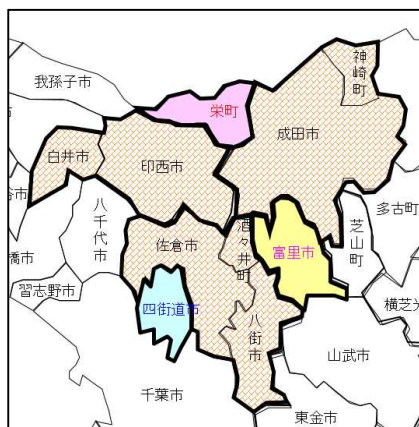 神崎町
我孫子市
栄町
成田市
白井市
印西市
多古町
八千代市
酒々井町
芝山町
佐倉市
富里市
橋市
習志野市
四街道市
八街市
横芝光
山武市
千葉市
東金市